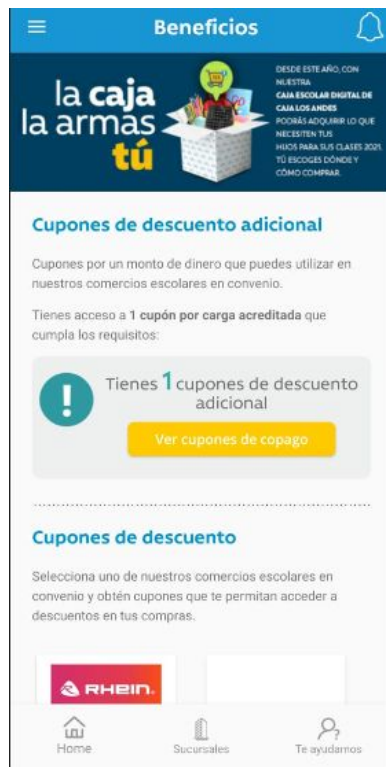 Beneficios
la caja
la armas
tú
DESDE ESTE AÑO, CON
NUESTRA
CAJA ESCOLAR DIGITAL DE
CAJA LOS ANDES
PODRÁS ADQUIRIR LO QUE
NECESITEN TUS
HIJOS PARA SUS CLASES 2021.
TÚ ESCOGES DÓNDE Y
CÓMO COMPRAR.
Cupones de descuento adicional
Cupones por un monto de dinero que puedes utilizar en
nuestros comercios escolares en convenio.
Tienes acceso a 1 cupón por carga acreditada que
cumpla los requisitos:
Tienes 1 cupones de descuento
adicional
Ver cupones de copago
Cupones de descuento
Selecciona uno de nuestros comercios escolares en
convenio y obtén cupones que te permitan acceder a
descuentos en tus compras.
RHEIN.
Home
Sucursales
Te ayudamos